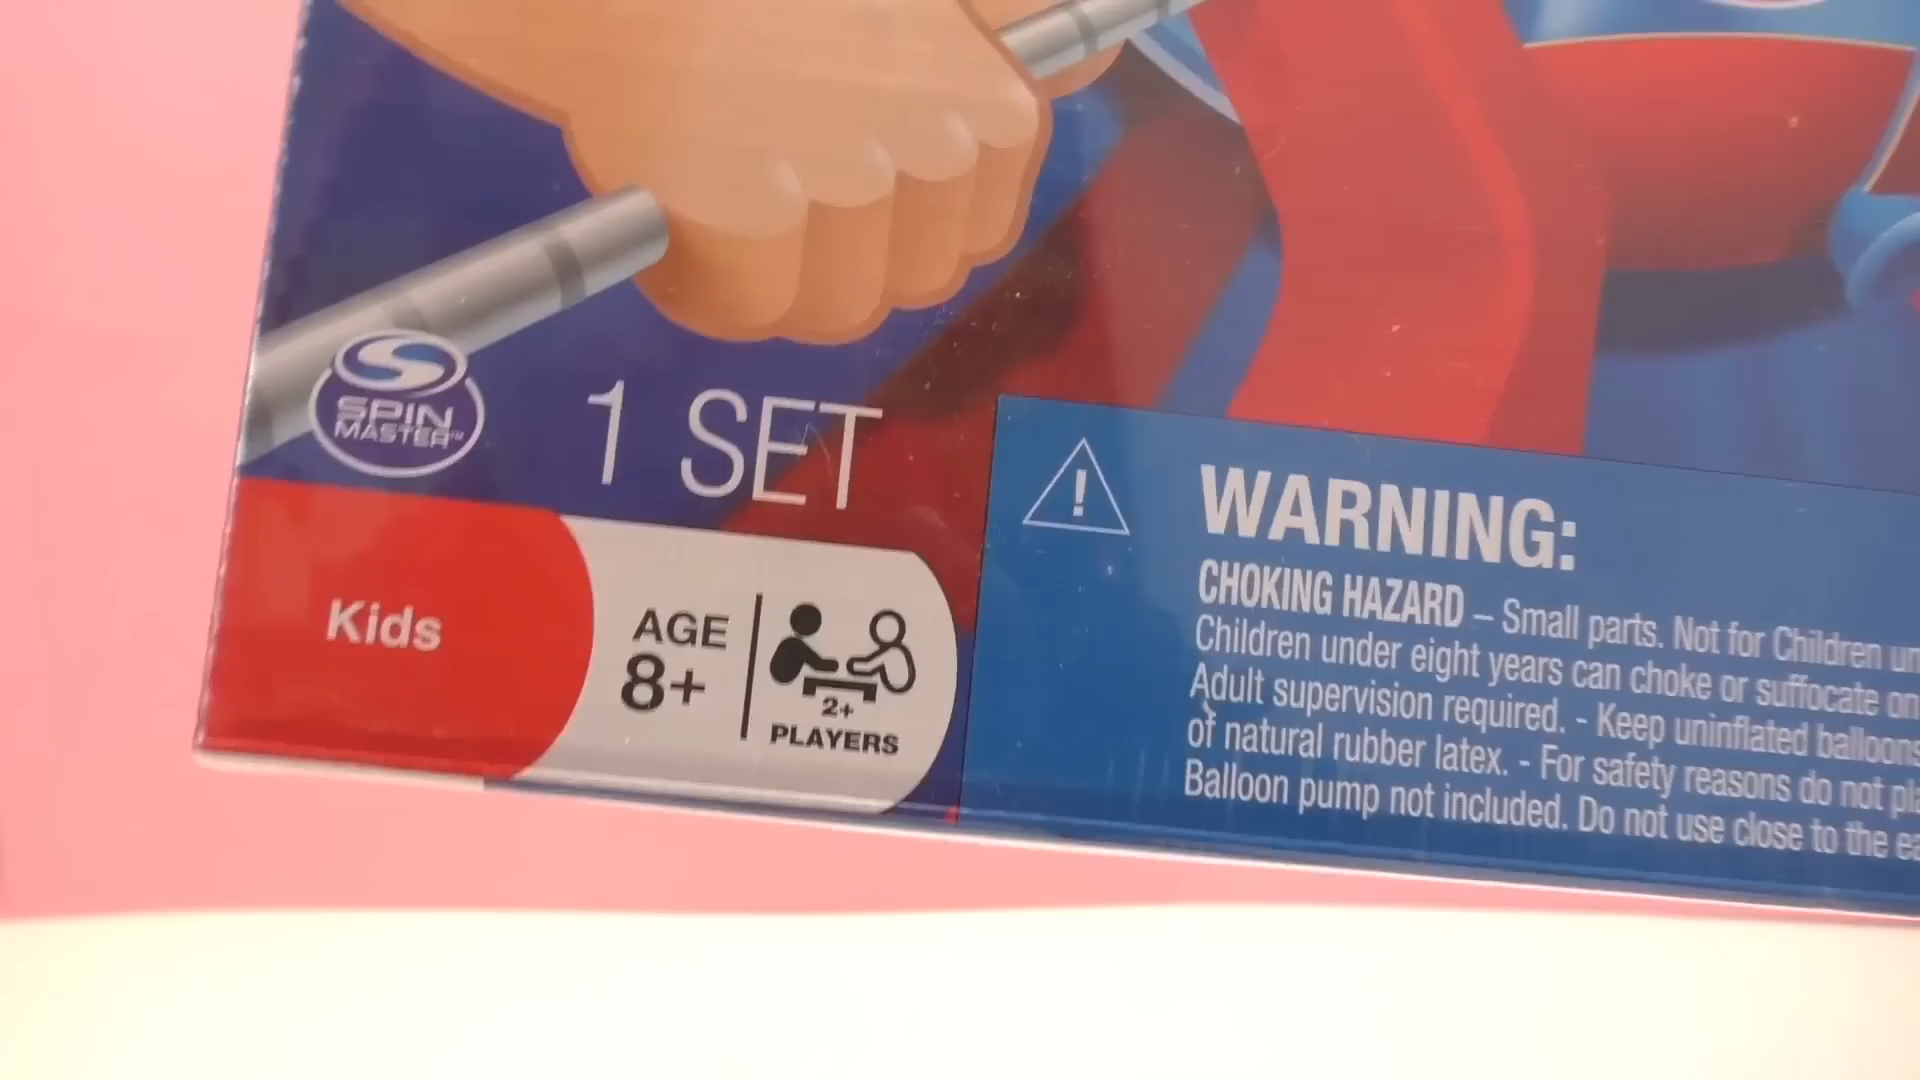 SPIN
MASTER™
1 SET
Kids
AGE
8+
2+
PLAYERS
WARNING:
CHOKING HAZARD – Small parts. Not for Children
Children under eight years can choke or suffocate on
Adult supervision required. - Keep uninflated balloons
of natural rubber latex. - For safety reasons do not
Balloon pump not included. Do not use close to the